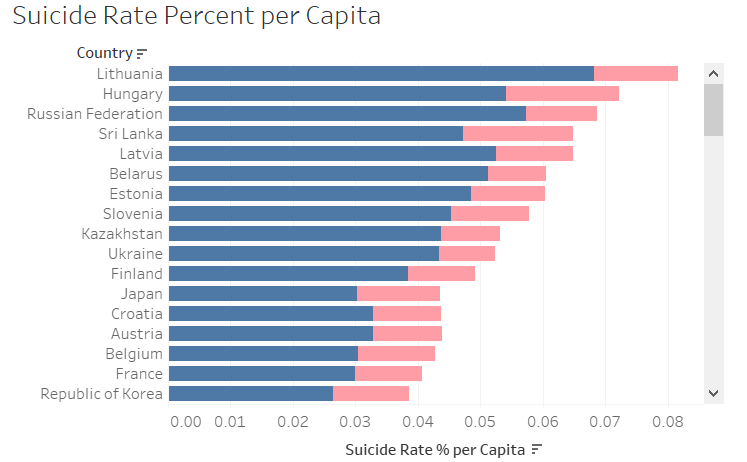 Suicide Rate Percent per Capita
Country
Lithuania
Hungary
Russian Federation
Sri Lanka
Latvia
Belarus
Estonia
Slovenia
Kazakhstan
Ukraine
Finland
Japan
Croatia
Austria
Belgium
France
Republic of Korea
0.00 0.01 0.02 0.03 0.04 0.05 0.06 0.07 0.08
Suicide Rate % per Capita